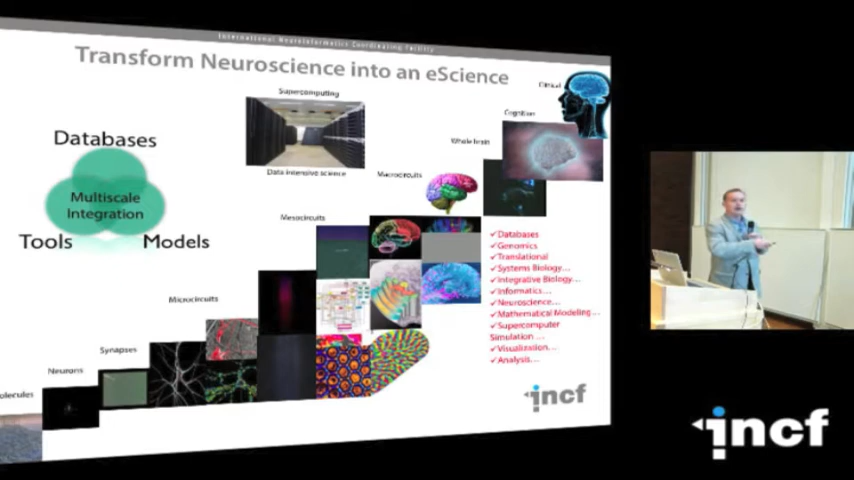 International Neuroinformatics Coordinating Facility
Transform Neuroscience into an eScience
Databases
Multiscale
Integration
Tools
Models
Supercomputing
Data intensive science
Clinical
Cognition
Whole brain
Macrocircuits
Mesocircuits
Microcircuits
Synapses
Neurons
olecules
✓Databases
✓Genomics
✓Translational
✓Systems Biology…
✓Integrative Biology…
✓Informatics…
✓Neuroscience…
✓Mathematical Modeling…
✓Supercomputer
Simulation …
✓Visualization…
✓Analysis…
incf
incf